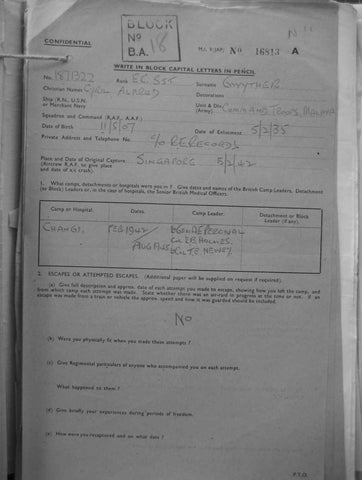 CONFIDENTIAL
BLOCK
No 18
B.A.
M.I. 9/JAP/ No 16813 A
WRITE IN BLOCK CAPITAL LETTERS IN PENCIL
No. 1871322 Rank EC SST Surname GWYTHER
Christian Names CYRIL ALFRED Decorations
Ship (R.N., U.S.N. or Merchant Navy) Unit & Div. (Army) COMMAND TROOPS, MALAYA
Squadron and Command (R.A.F., A.A.F.)
Date of Birth 11/5/07 Date of Enlistment 5/2/35
Private Address and Telephone No. c/o RE RECORDS
Place and Date of Original Capture SINGAPORE 5/2/42
(Aircrew R.A.F. to give place
and date of a/c crash).
1. What camps, detachments or hospitals were you in? Give dates and names of the British Camp Leaders, Detachment
(or Block) Leaders or, in the case of hospitals, the Senior British Medical Officers.
Camp or Hospital. Dates. Camp Leader. Detachment or Block Leader (if any).
CHANGI. FEB 1942 LTGEN AE PERCIVAL
COL HOLMES.
AUG 1945 COL T.B. NEWEY
2. ESCAPES OR ATTEMPTED ESCAPES. (Additional paper will be supplied on request if required).
(a) Give full description and approx. date of each attempt you made to escape, showing how you left the camp, and
from which camp each attempt was made. State whether there was an air-raid in progress at the time or not. If an
escape was made from a train or vehicle the approx. speed and how it was guarded should be included.
NO
(b) Were you physically fit when you made these attempts?
(c) Give Regimental particulars of anyone who accompanied you on each attempt.
What happened to them?
(d) Give briefly your experiences during periods of freedom.
(e) How were you recaptured and on what date?
P.T.O.